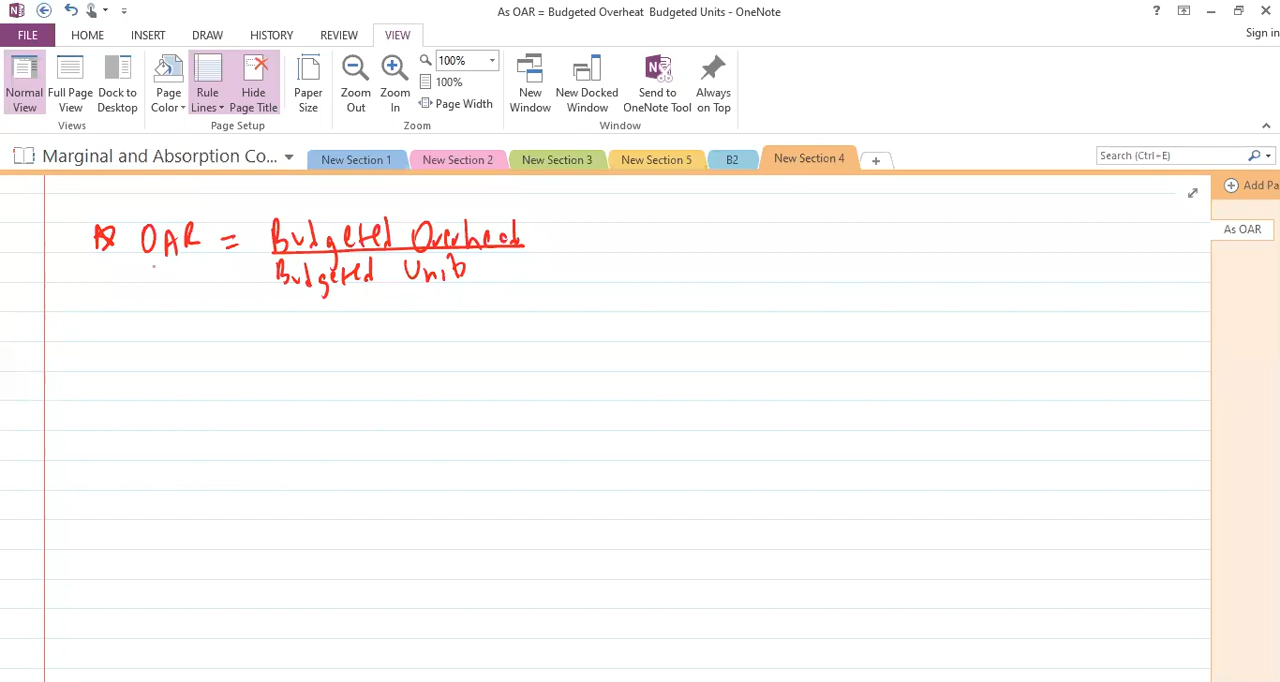 As OAR = Budgeted Overheat  Budgeted Units - OneNote
?
FILE
HOME
INSERT
DRAW
HISTORY
REVIEW
VIEW
Sign in
Normal View
Full Page View
Dock to Desktop
Views
Page Color
Rule Lines
Hide Page Title
Page Setup
Paper Size
Zoom Out
Zoom In
100%
100%
Page Width
Zoom
New Window
New Docked Window
Send to OneNote Tool
Always on Top
Window
Marginal and Absorption Co...
New Section 1
New Section 2
New Section 3
New Section 5
B2
New Section 4
Search (Ctrl+E)
Add Pa
As OAR
OAR = Budgeted Overhead
Budgeted Units